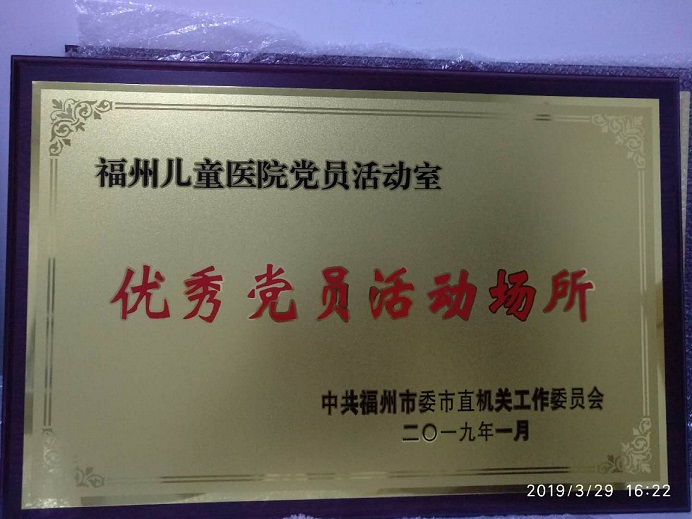 福州儿童医院党员活动室
优秀党员活动场所
中共福州市委市直机关工作委员会
二〇一九年一月
2019/3/29 16:22